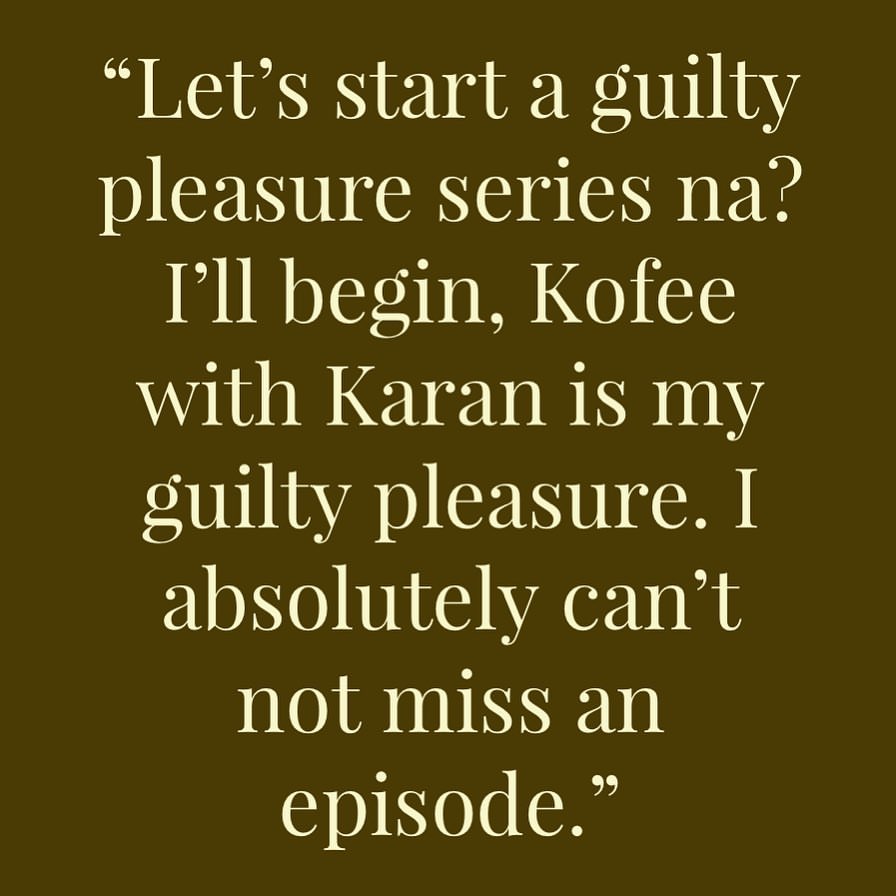 “Let’s start a guilty
pleasure series na?
I’ll begin, Kofee
with Karan is my
guilty pleasure. I
absolutely can’t
not miss an
episode.”